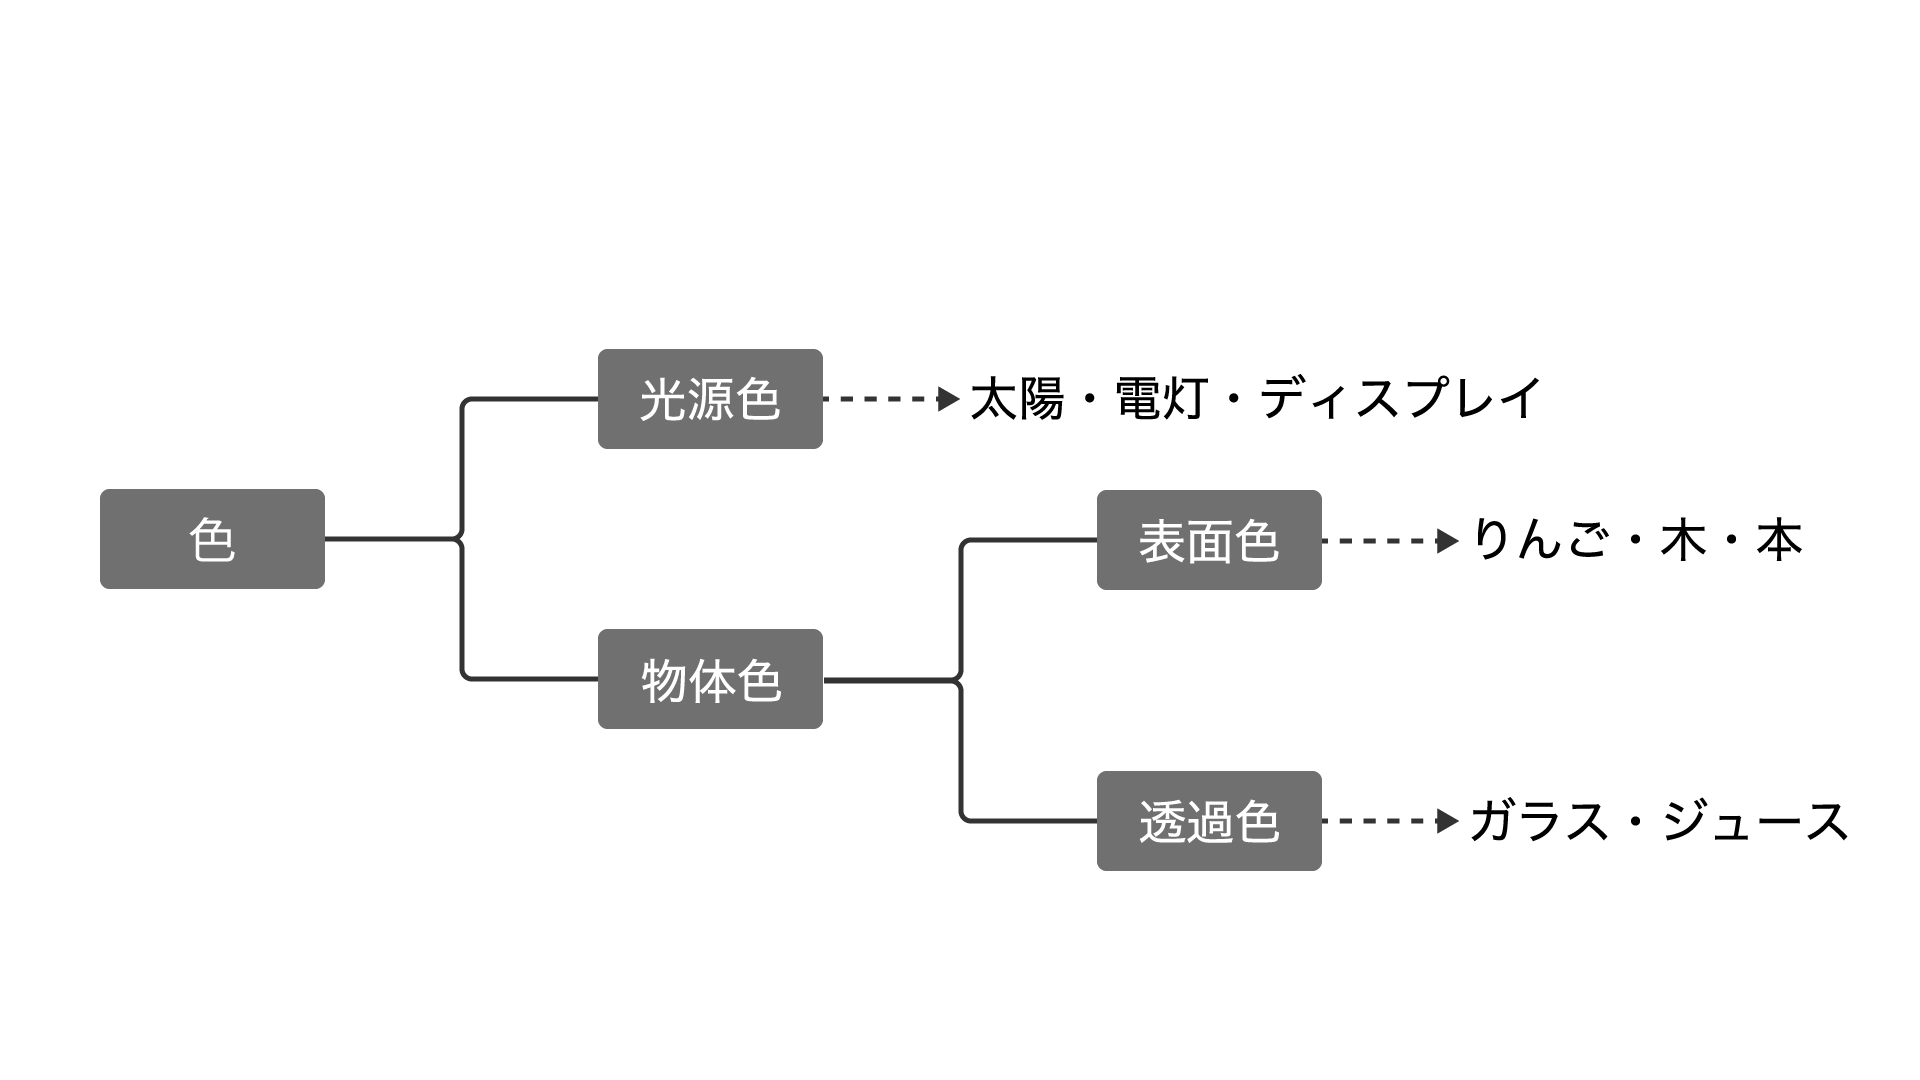 色
光源色
太陽・電灯・ディスプレイ
物体色
表面色
りんご・木・本
透過色
ガラス・ジュース